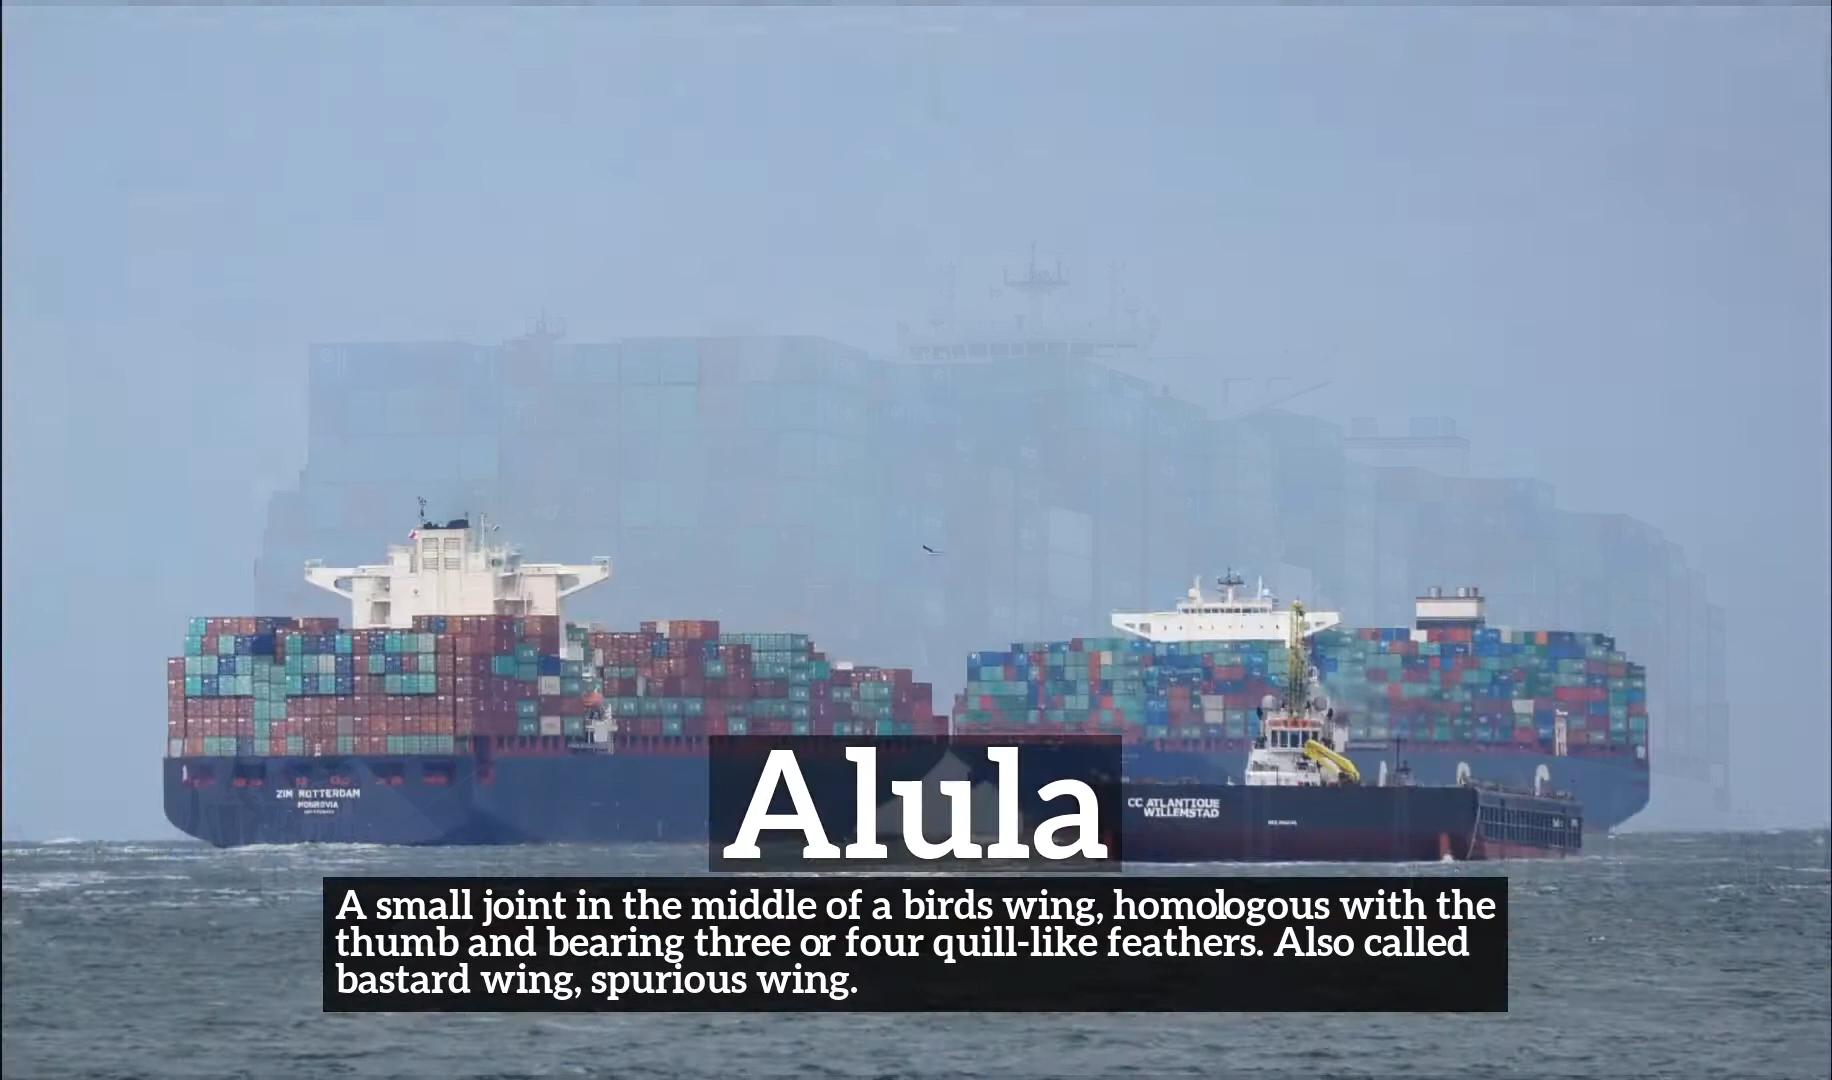 ZIM ROTTERDAM
MONROVIA
Alula
CC ATLANTIQUE
WILLEMSTAD
A small joint in the middle of a birds wing, homologous with the
thumb and bearing three or four quill-like feathers. Also called
bastard wing, spurious wing.